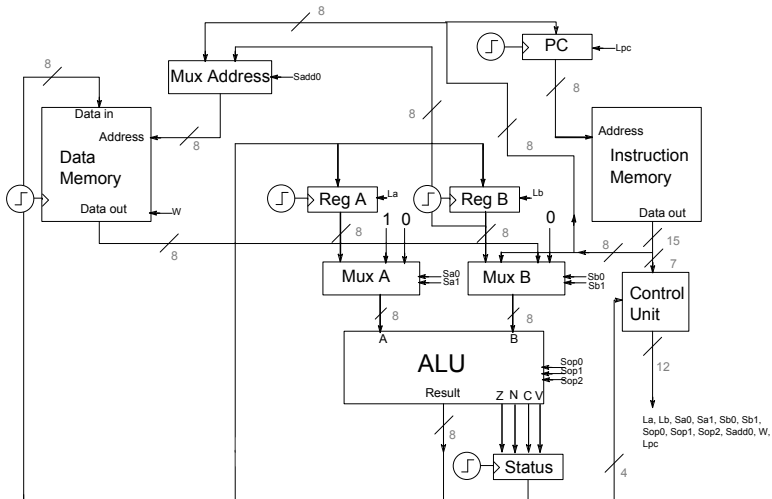 8
8
PC
Lpc
8
Mux Address
Sadd0
8
8
8
8
Data in
Address
Data
Memory
Data out
W
Address
Instruction
Memory
Data out
Reg A
La
Reg B
Lb
1 0
0
8
8
8
8
15
7
Mux A
Sa0
Sa1
Mux B
Sb0
Sb1
Control
Unit
8
8
12
A
B
ALU
Sop0
Sop1
Sop2
Result
Z N C V
8
Status
La, Lb, Sa0, Sa1, Sb0, Sb1,
Sop0, Sop1, Sop2, Sadd0, W,
Lpc
4